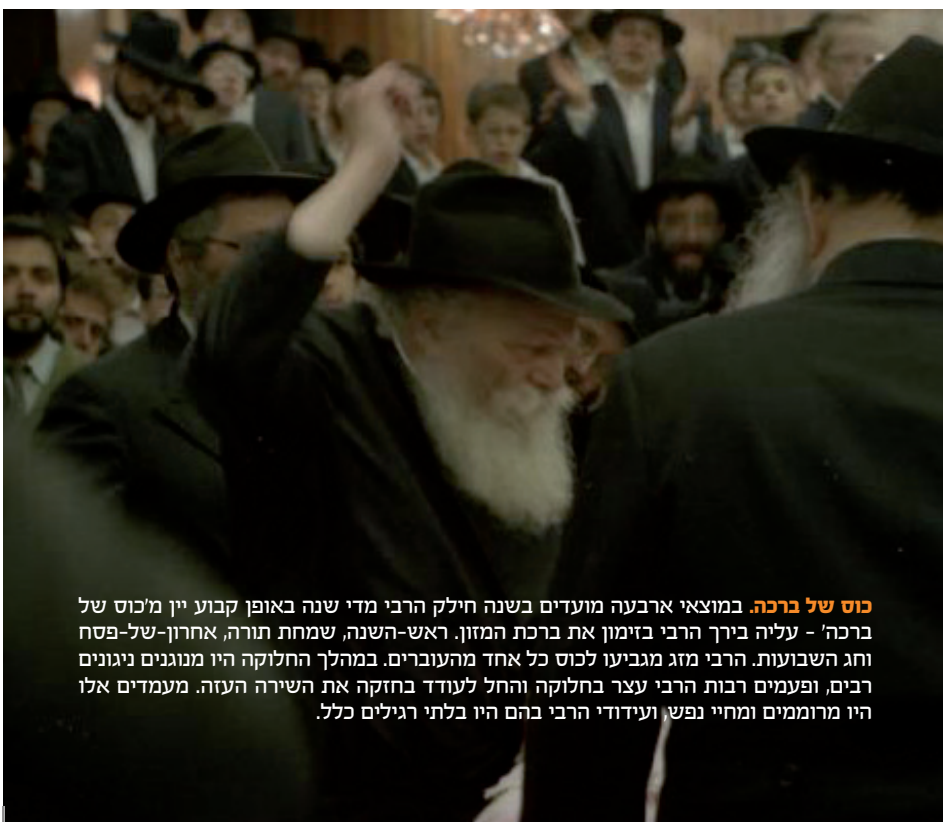 כוס של ברכה. במוצאי ארבעה מועדים בשנה חילק הרבי מדי שנה באופן קבוע יין מ'כוס של
ברכה' - עליה בירך הרבי בזימון את ברכת המזון. ראש-השנה, שמחת תורה, אחרון-של-פסח
וחג השבועות. הרבי מזג מגביעו לכוס כל אחד מהעוברים. במהלך החלוקה היו מנוגנים ניגונים
רבים, ופעמים רבות הרבי עצר בחלוקה והחל לעודד בחזקה את השירה העזה. מעמדים אלו
היו מרוממים ומחיי נפש, ועידודי הרבי בהם היו בלתי רגילים כלל.